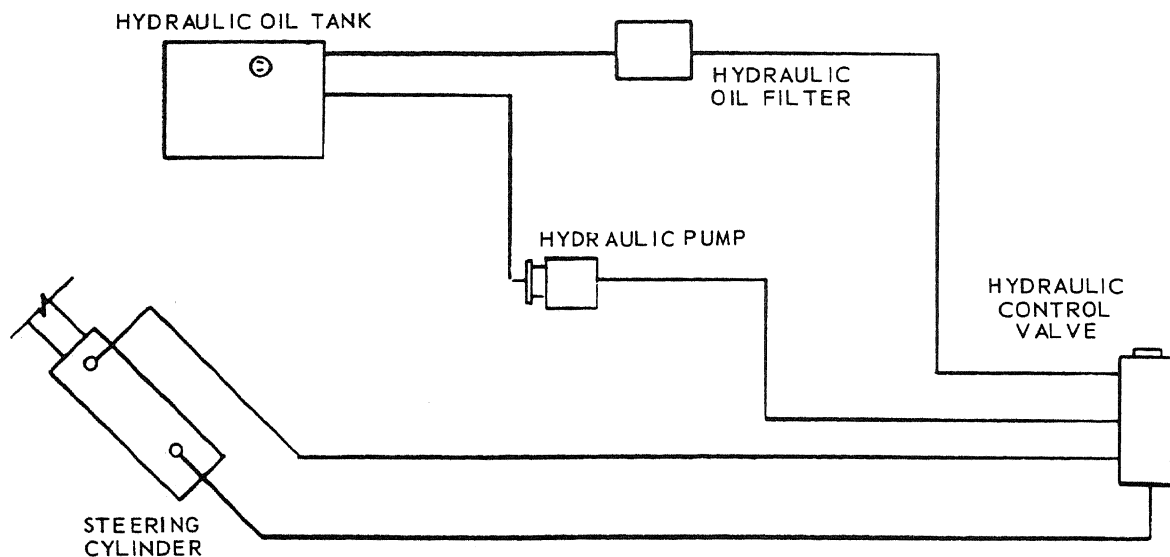 HYDRAULIC OIL TANK
HYDRAULIC
OIL FILTER
HYDRAULIC PUMP
HYDRAULIC
CONTROL
VALVE
STEERING
CYLINDER